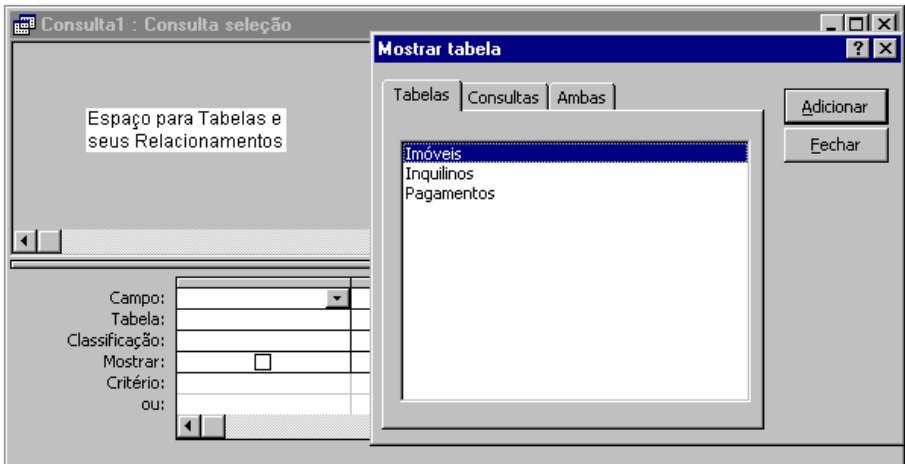 Consulta1 : Consulta seleção
Espaço para Tabelas e
seus Relacionamentos
Campo:
Tabela:
Classificação:
Mostrar:
Critério:
ou:
Mostrar tabela
Tabelas Consultas Ambas
Imóveis
Inquilinos
Pagamentos
Adicionar
Fechar